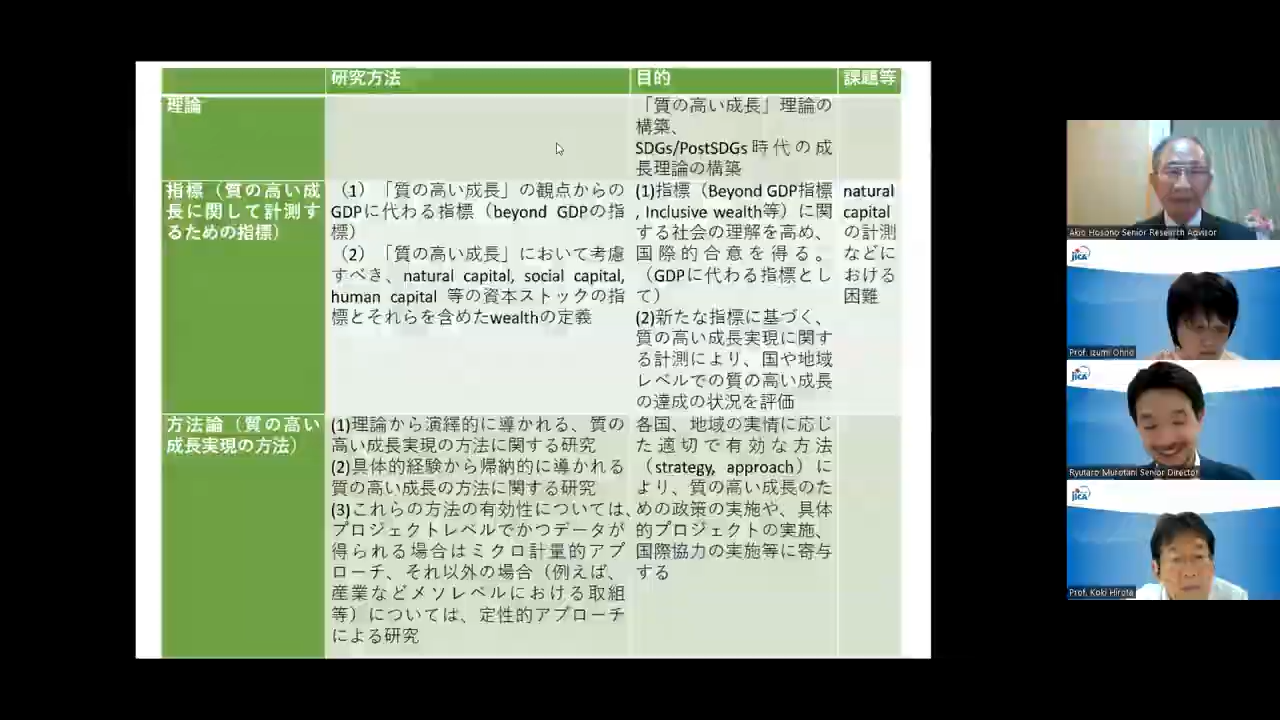 研究方法
目的
課題等
理論
「質の高い成長」理論の
構築、
SDGs/PostSDGs 時代の成
長理論の構築
指標（質の高い成
長に関して計測す
るための指標）
（1）「質の高い成長」の観点からの
GDPに代わる指標（beyond GDPの指
標）
（2）「質の高い成長」において考慮
すべき、natural capital, social capital,
human capital 等の資本ストックの指
標とそれらを含めたwealthの定義
(1)指標（Beyond GDP指標
, Inclusive wealth等）に関
する社会の理解を高め、
国際的合意を得る。
（GDPに代わる指標とし
て）
(2)新たな指標に基づく、
質の高い成長実現に関す
る計測により、国や地域
レベルでの質の高い成長
の達成の状況を評価
natural
capital
の計測
などに
おける
困難
方法論（質の高い
成長実現の方法）
(1)理論から演繹的に導かれる、質の
高い成長実現の方法に関する研究
(2)具体的経験から帰納的に導かれる
質の高い成長の方法に関する研究
(3)これらの方法の有効性については、
プロジェクトレベルでかつデータが
得られる場合はミクロ計量的アプ
ローチ、それ以外の場合（例えば、
産業などメソレベルにおける取組
等）については、定性的アプローチ
による研究
各国、地域の実情に応じ
た適切で有効な方法
（strategy, approach）に
より、質の高い成長のた
めの政策の実施や、具体
的プロジェクトの実施、
国際協力の実施等に寄与
する
Akio Hosono Senior Research Advisor
JICA
Prof. Izumi Ohno
JICA
Ryutaro Murotani Senior Director
JICA
Prof. Koki Hirota